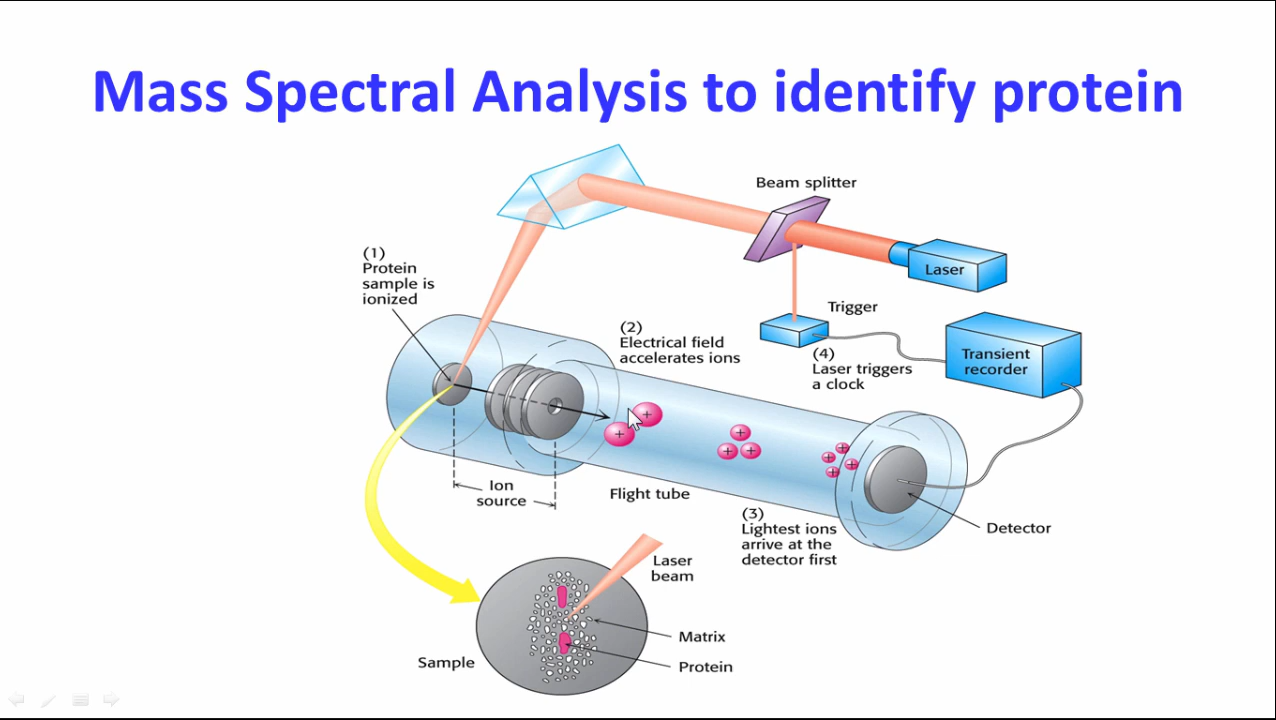 Mass Spectral Analysis to identify protein
Beam splitter
Laser
(1)
Protein
sample is
ionized
Trigger
(2)
Electrical field
accelerates ions
(4)
Laser triggers
a clock
Transient
recorder
+
+
+
+
+
+
+
+
+
Ion
source
Flight tube
(3)
Lightest ions
arrive at the
detector first
Detector
Laser
beam
Matrix
Protein
Sample